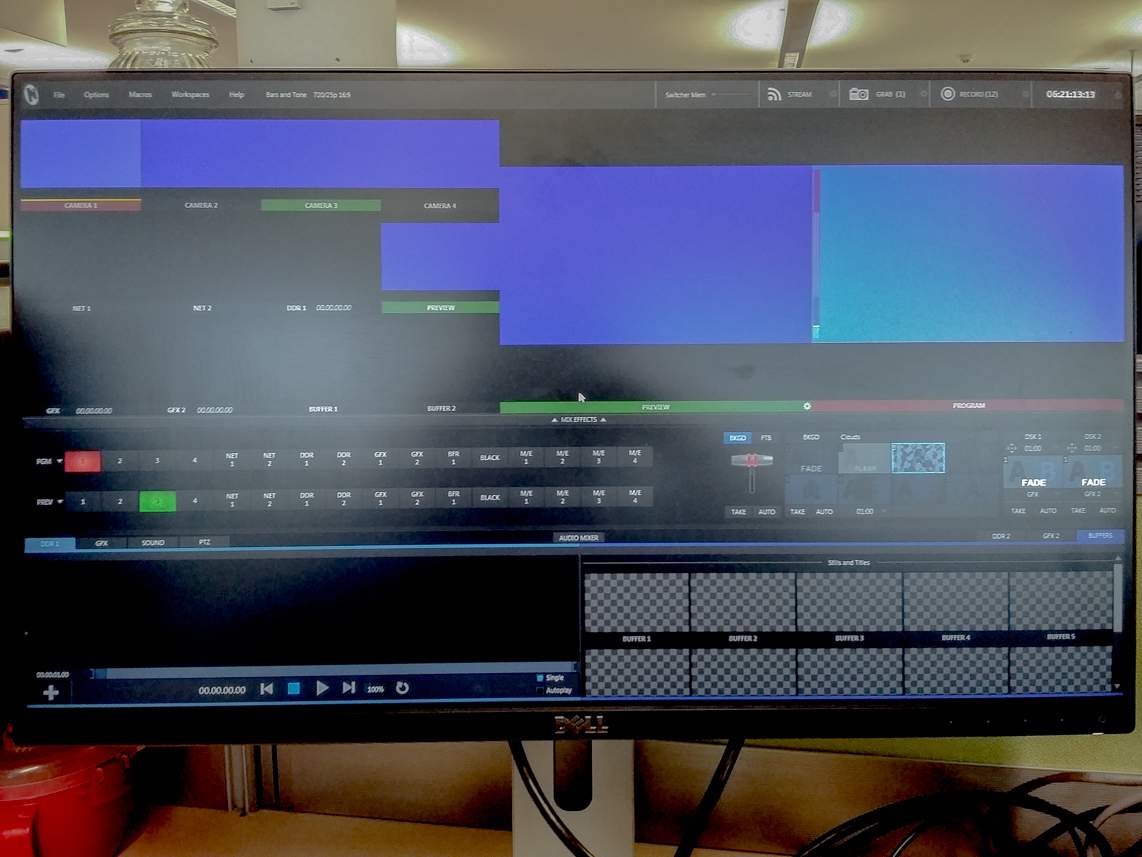 File Options Macros Workspaces Help Bars and Tone 720/25p 16:9 Switcher Mem STREAM GRAB (1) RECORD (12) 06:21:13:13
CAMERA 1 CAMERA 2 CAMERA 3 CAMERA 4
NET 1 NET 2 DDR 1 00:00:00.00 PREVIEW
GFX 00:00:00.00 GFX 2 00:00:00.00 BUFFER 1 BUFFER 2 PREVIEW PROGRAM
MIX EFFECTS
BKGD FTB BKGD Clouds DSK 1 DSK 2
01:00 01:00
PGM 2 3 4 NET 1 NET 2 DDR 1 DDR 2 GFX 1 GFX 2 BFR 1 BLACK M/E 1 M/E 2 M/E 3 M/E 4
FADE FADE FADE
GFX GFX 2
PREV 1 2 3 4 NET 1 NET 2 DDR 1 DDR 2 GFX 1 GFX 2 BFR 1 BLACK M/E 1 M/E 2 M/E 3 M/E 4
TAKE AUTO TAKE AUTO 01:00 TAKE AUTO TAKE AUTO
DDR 1 GFX SOUND PTZ AUDIO MIXER DDR 2 GFX 2 BUFFERS
Stills and Titles
BUFFER 1 BUFFER 2 BUFFER 3 BUFFER 4 BUFFER 5
00:00:01.00
Single
00:00:00.00 100% Autoplay
DELL